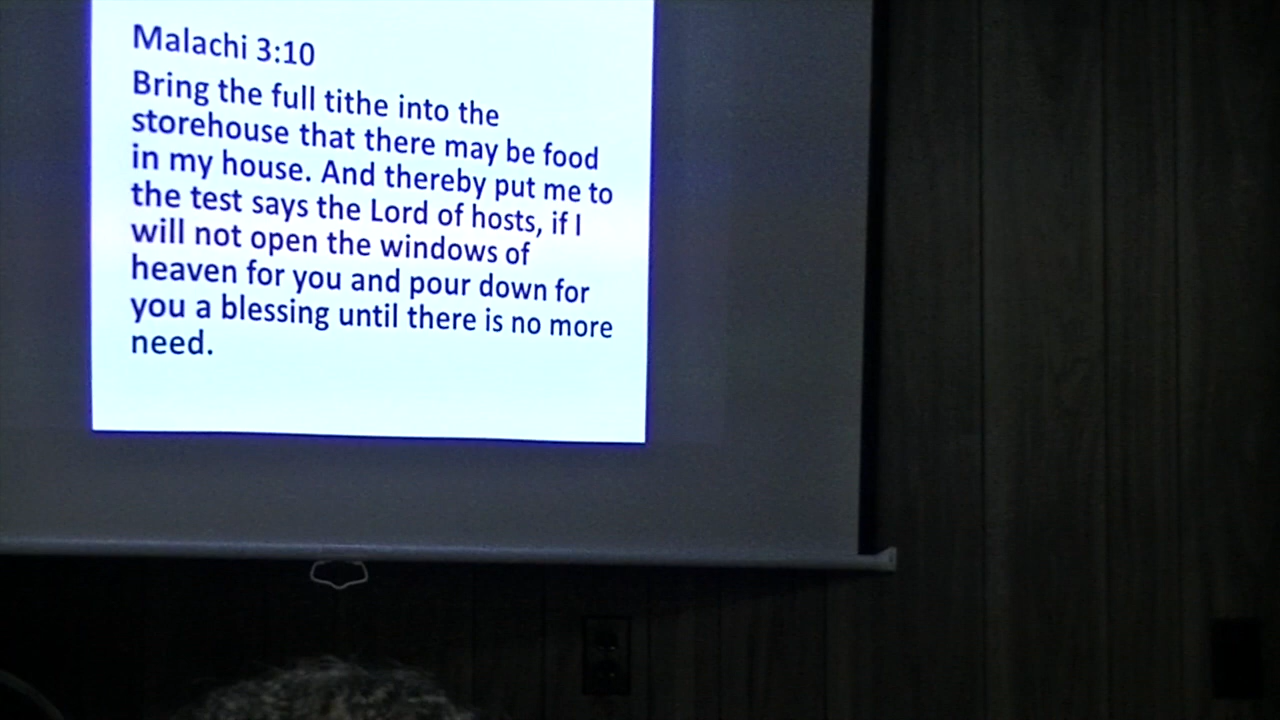 Malachi 3:10
Bring the full tithe into the
storehouse that there may be food
in my house. And thereby put me to
the test says the Lord of hosts, if I
will not open the windows of
heaven for you and pour down for
you a blessing until there is no more
need.